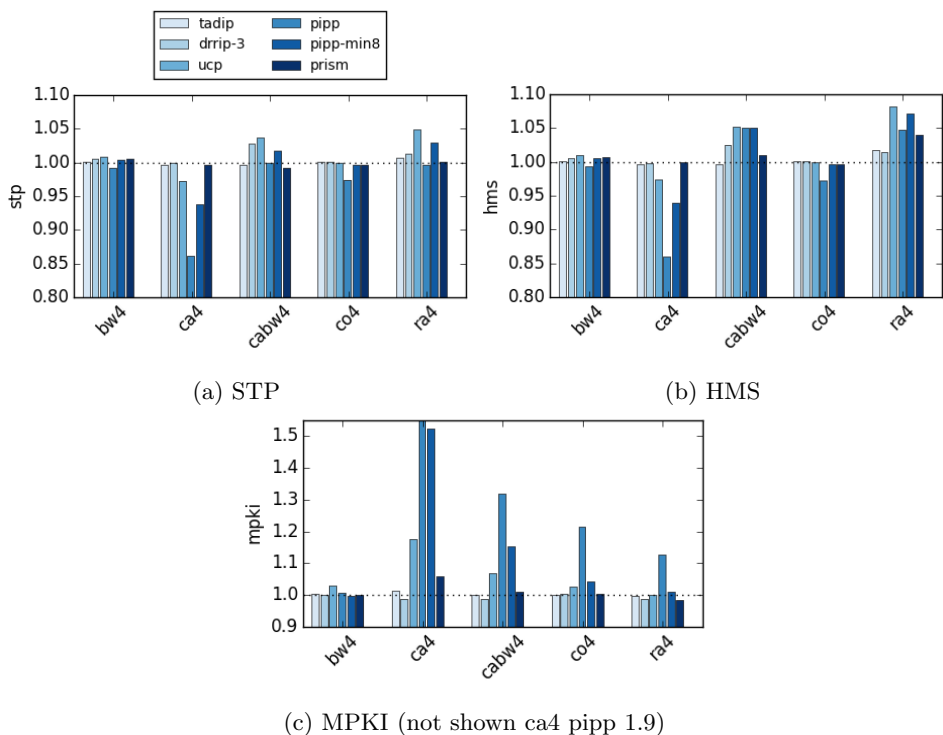 tadip pipp
drrip-3 pipp-min8
ucp prism
1.10
1.05
1.00
0.95
0.90
0.85
0.80
stp
bw4 ca4 cabw4 co4 ra4
(a) STP
1.10
1.05
1.00
0.95
0.90
0.85
0.80
hms
bw4 ca4 cabw4 co4 ra4
(b) HMS
1.5
1.4
1.3
1.2
1.1
1.0
0.9
mpki
bw4 ca4 cabw4 co4 ra4
(c) MPKI (not shown ca4 pipp 1.9)